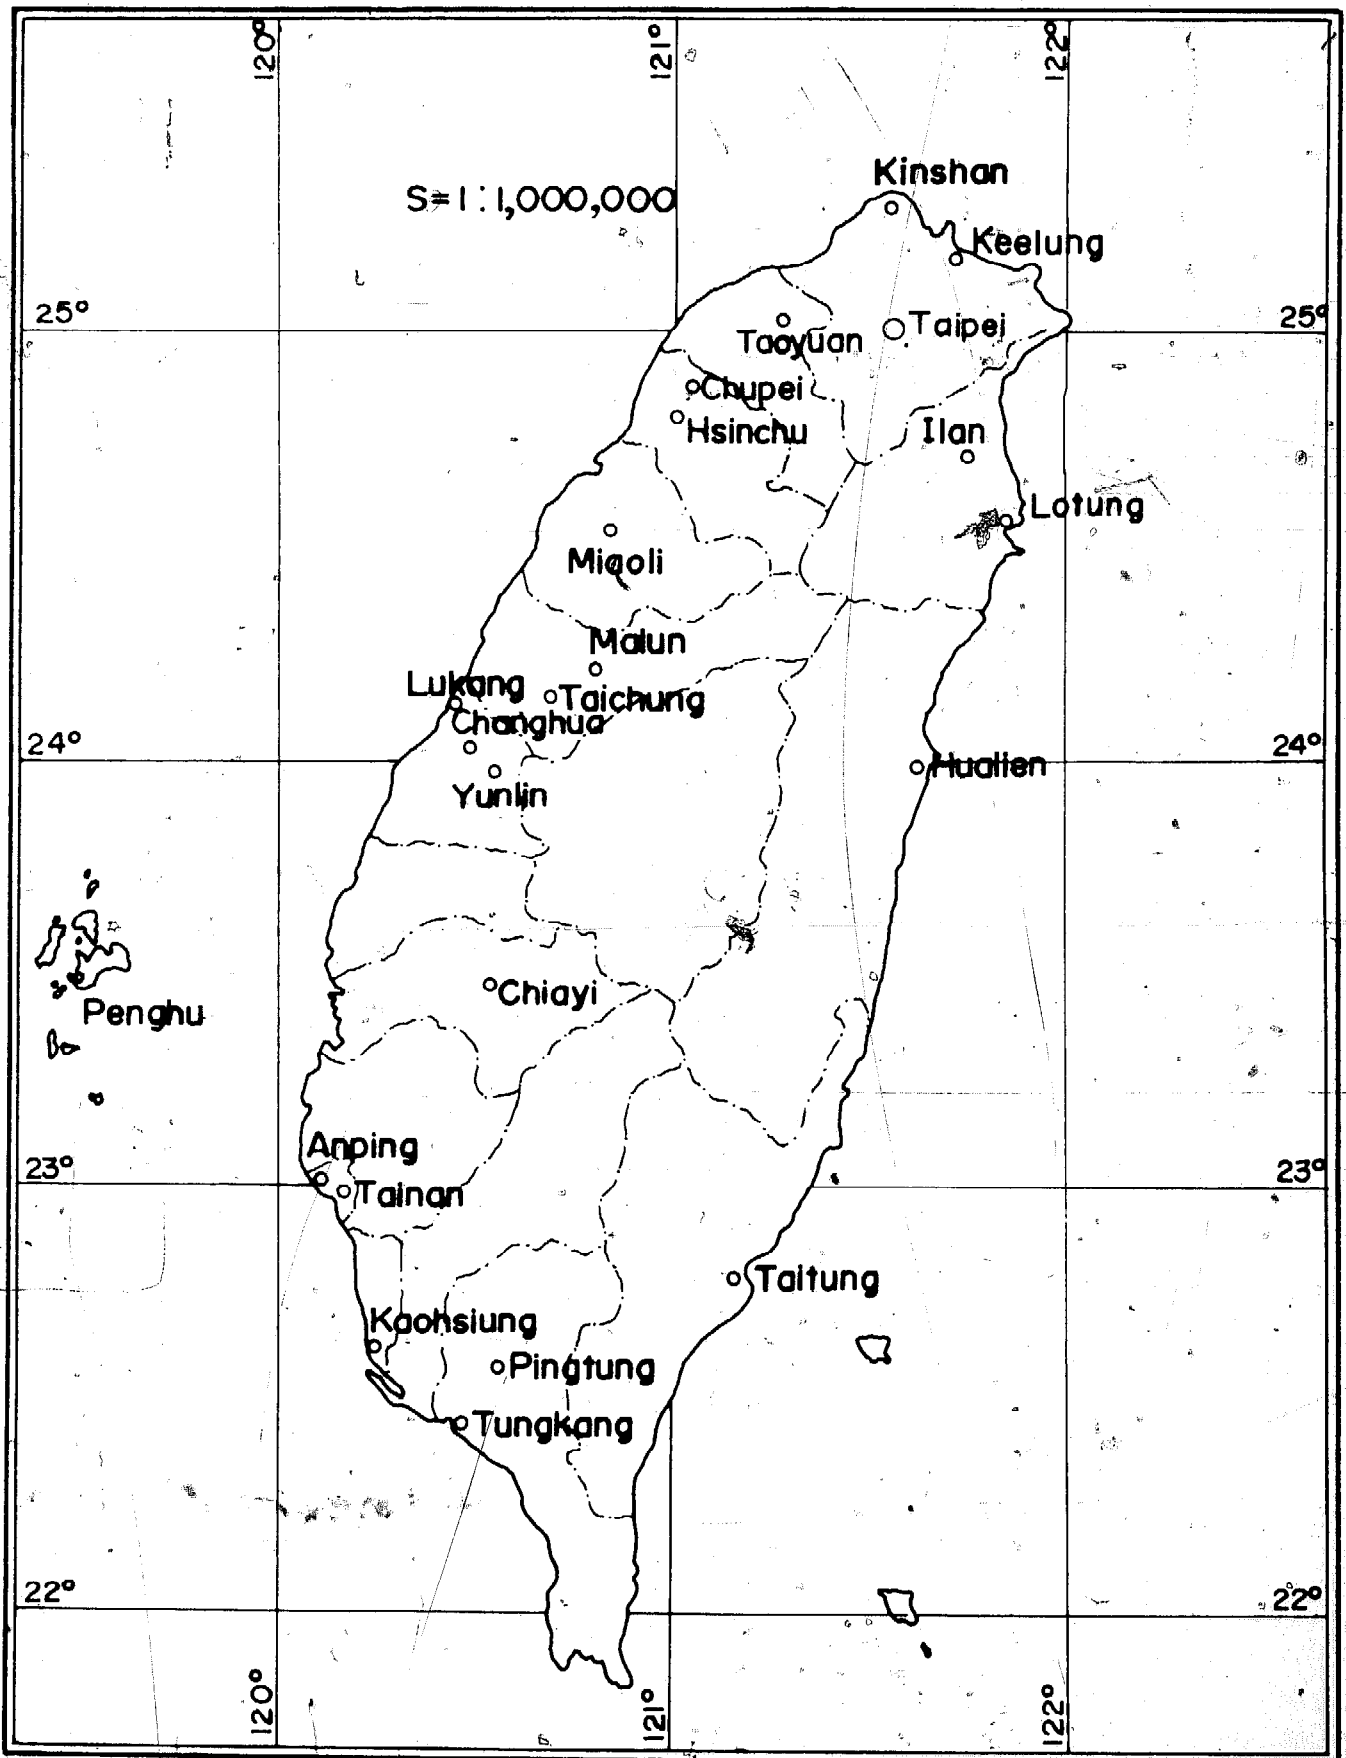 120°
121°
122°
Kinshan
S=1:1,000,000
Keelung
25°
Taoyuan
Taipei
25°
Chupei
Hsinchu
Ilan
Lotung
Miaoli
Malun
Lukang
Taichung
Changhua
24°
Hualien
24°
Yunlin
Chiayi
Penghu
Anping
23°
Tainan
23°
Taitung
Kaohsiung
Pingtung
Tungkang
22°
22°
120°
121°
122°